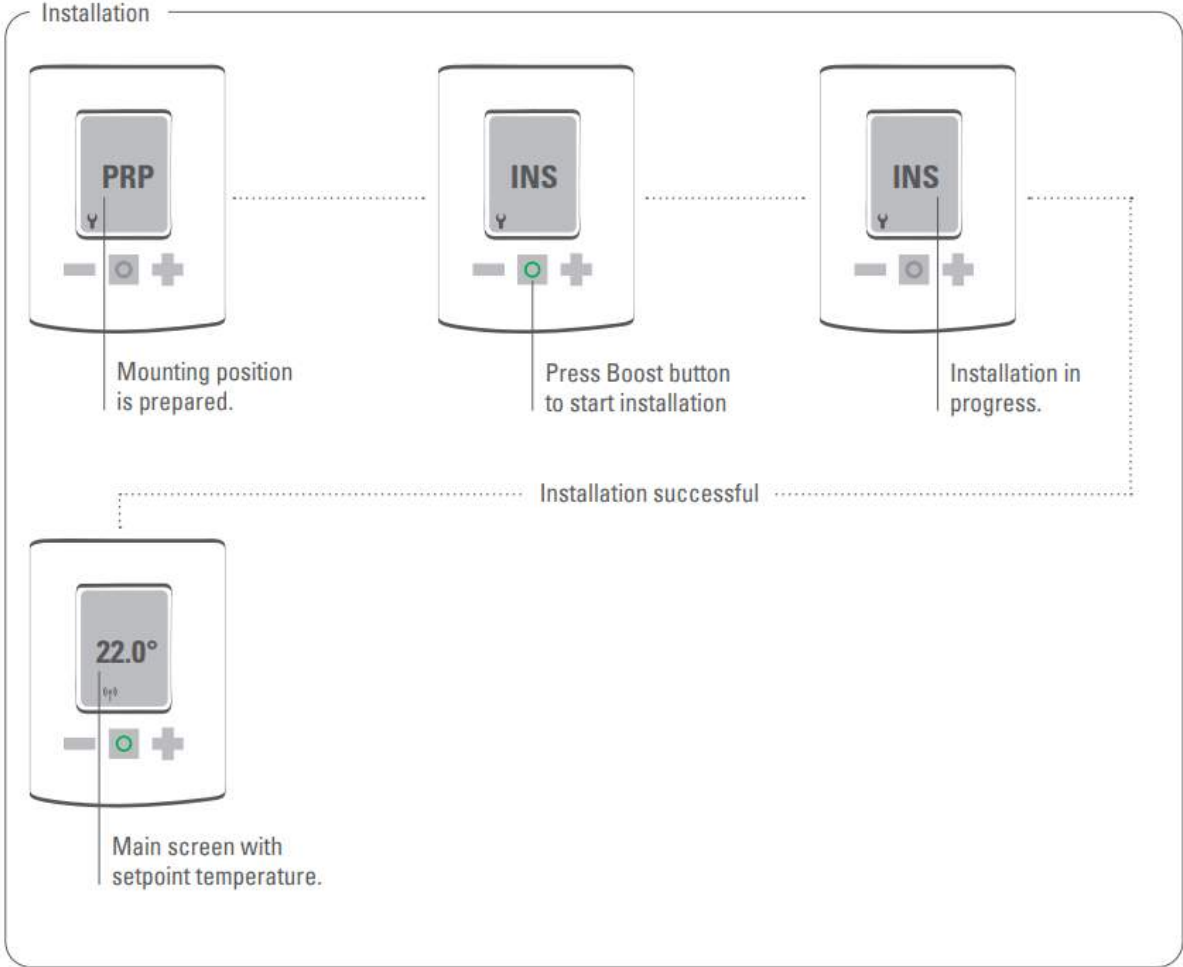 Installation
PRP
INS
INS
Mounting position
is prepared.
Press Boost button
to start installation
Installation in
progress.
Installation successful
22.0°
Main screen with
setpoint temperature.